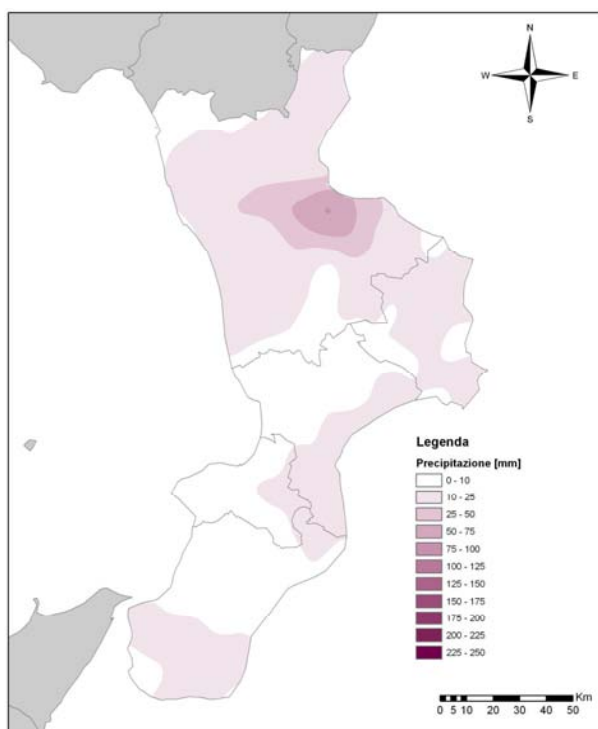 N
W E
S
Legenda
Precipitazione [mm]
0 - 10
10 - 25
25 - 50
50 - 75
75 - 100
100 - 125
125 - 150
150 - 175
175 - 200
200 - 225
225 - 250
Km
0 5 10 20 30 40 50